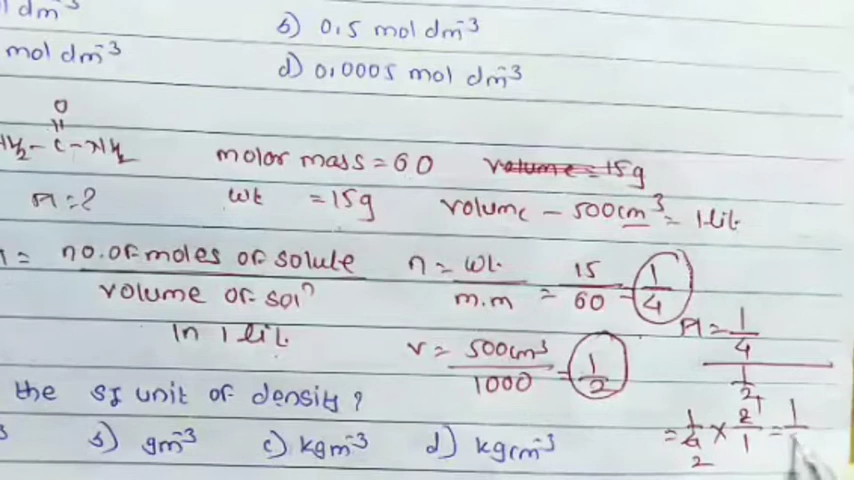 l dm⁻³
b) 0.5 mol dm⁻³
mol dm⁻³
d) 0.0005 mol dm⁻³
O
||
NH₂ - C - NH₂
molar mass = 60
volume = 15g
M = ?
wt = 15g
volume - 500cm³ = 1 lit
= no. of moles of solute / volume of solⁿ in 1 lit.
n = wt. / m.m = 15 / 60 = 1 / 4
v = 500cm³ / 1000 = 1 / 2
M = 1/4 / 1/2
= 1/4 × 2/1 = 1/
2 1
the SI unit of density?
b) gm⁻³ c) kgm⁻³ d) kgcm⁻³